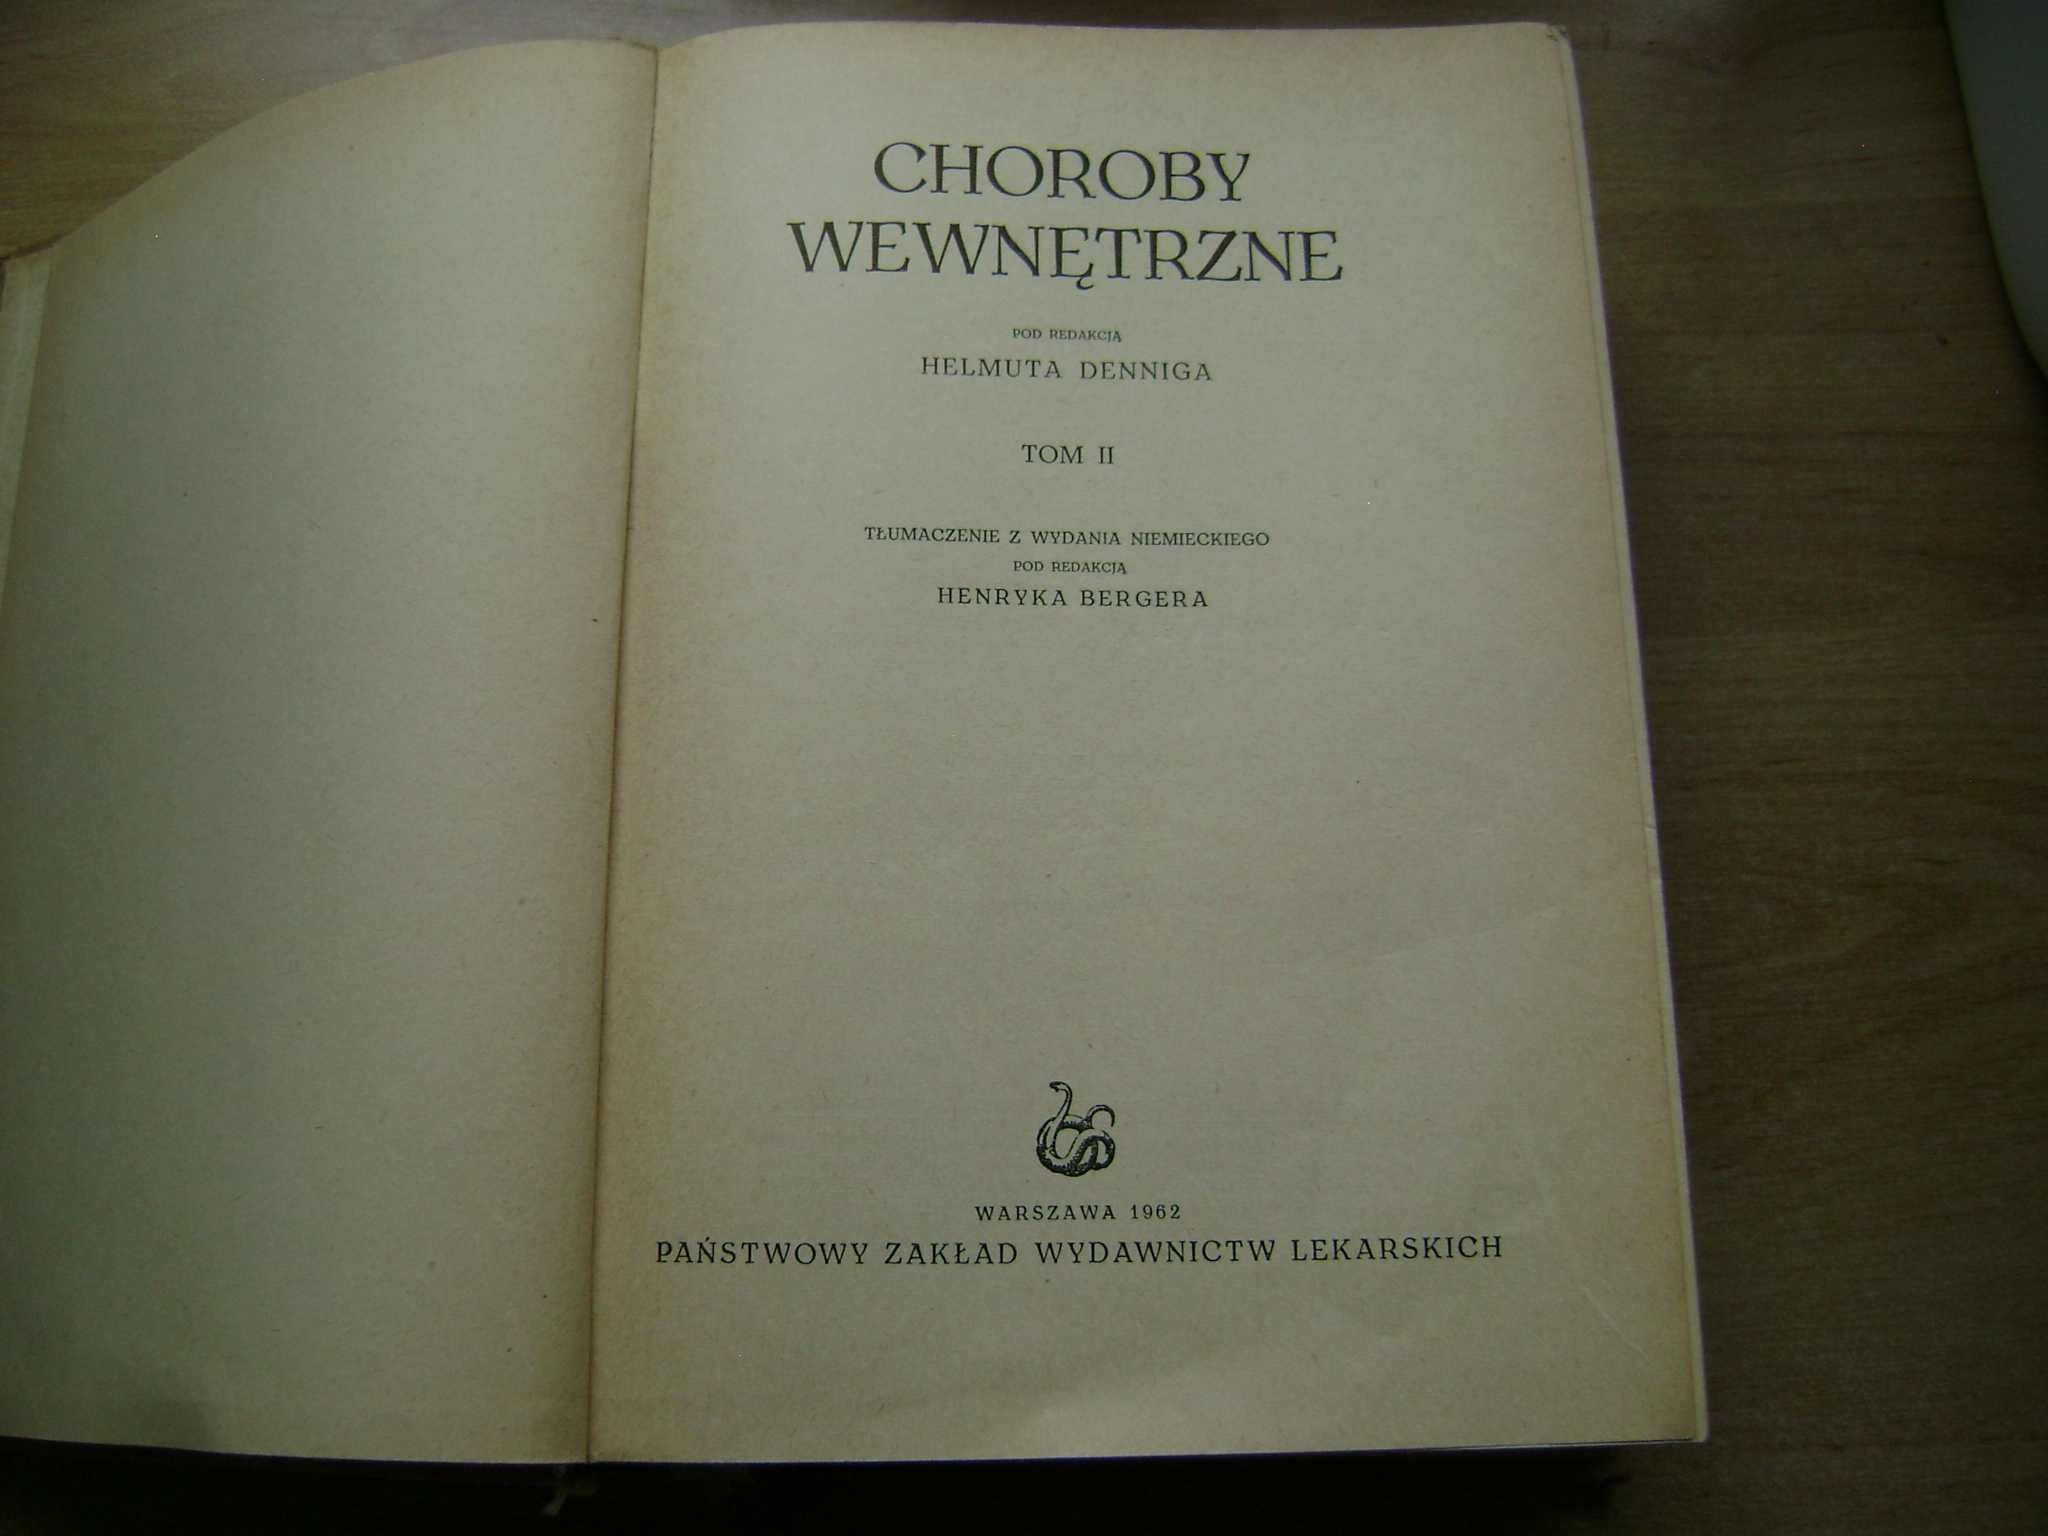 CHOROBY
WEWNĘTRZNE
POD REDAKCJĄ
HELMUTA DENNIGA
TOM II
TŁUMACZENIE Z WYDANIA NIEMIECKIEGO
POD REDAKCJĄ
HENRYKA BERGERA
WARSZAWA 1962
PAŃSTWOWY ZAKŁAD WYDAWNICTW LEKARSKICH